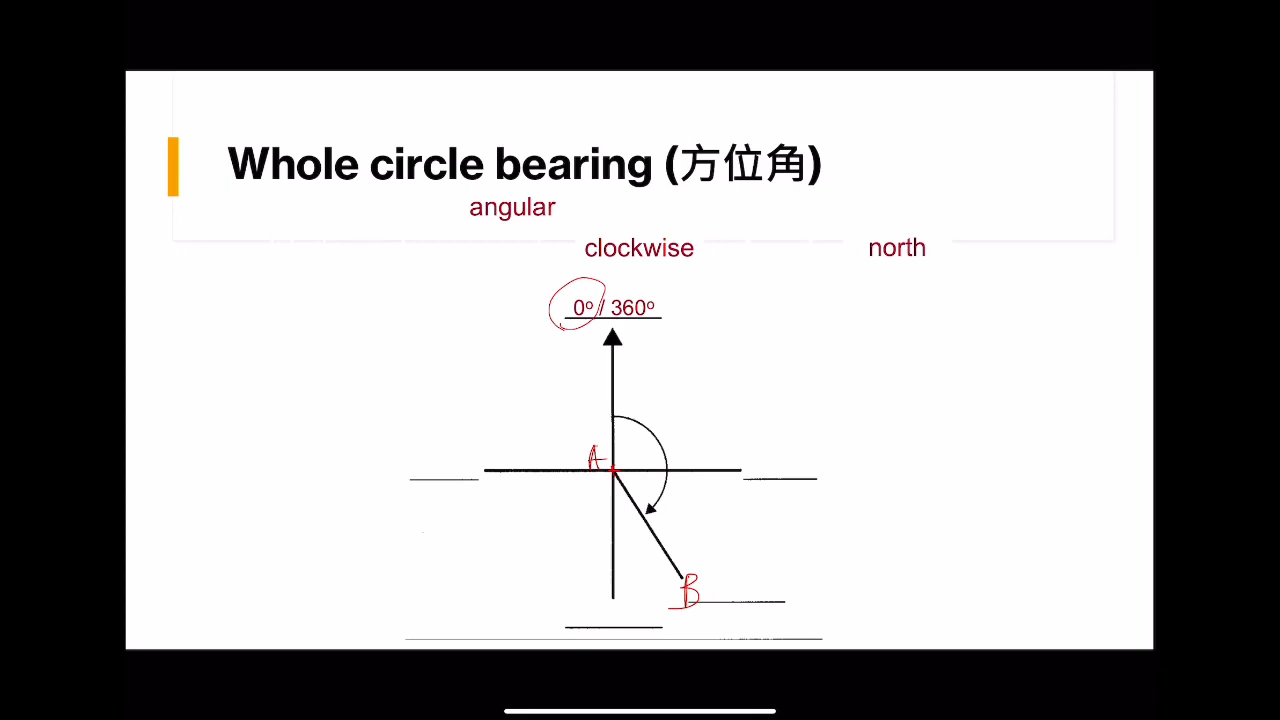 Whole circle bearing (方位角)
angular
clockwise north
0° / 360°
A
B